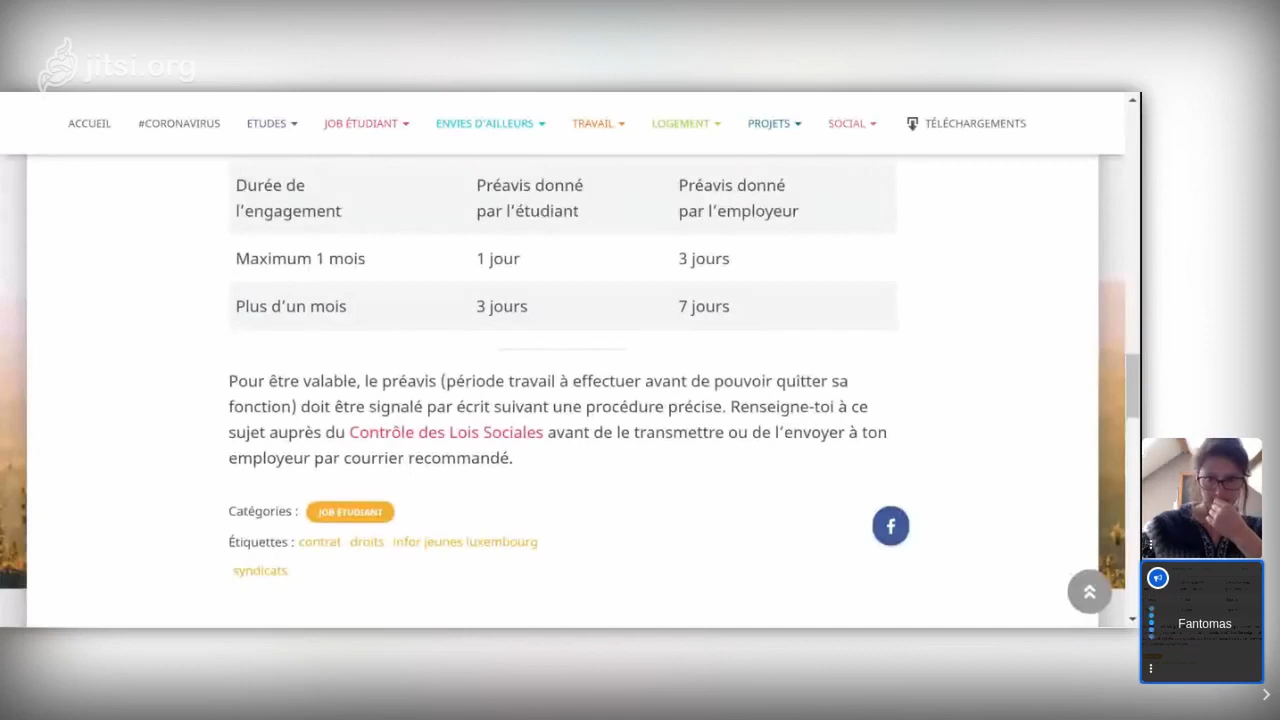 jitsi.org
ACCUEIL #CORONAVIRUS ETUDES JOB ÉTUDIANT ENVIES D'AILLEURS TRAVAIL LOGEMENT PROJETS SOCIAL TÉLÉCHARGEMENTS
Durée de l'engagement Préavis donné par l'étudiant Préavis donné par l'employeur
Maximum 1 mois 1 jour 3 jours
Plus d'un mois 3 jours 7 jours
Pour être valable, le préavis (période travail à effectuer avant de pouvoir quitter sa
fonction) doit être signalé par écrit suivant une procédure précise. Renseigne-toi à ce
sujet auprès du Contrôle des Lois Sociales avant de le transmettre ou de l'envoyer à ton
employeur par courrier recommandé.
Catégories : JOB ÉTUDIANT
Étiquettes : contrat droits infor jeunes luxembourg
syndicats
Fantomas